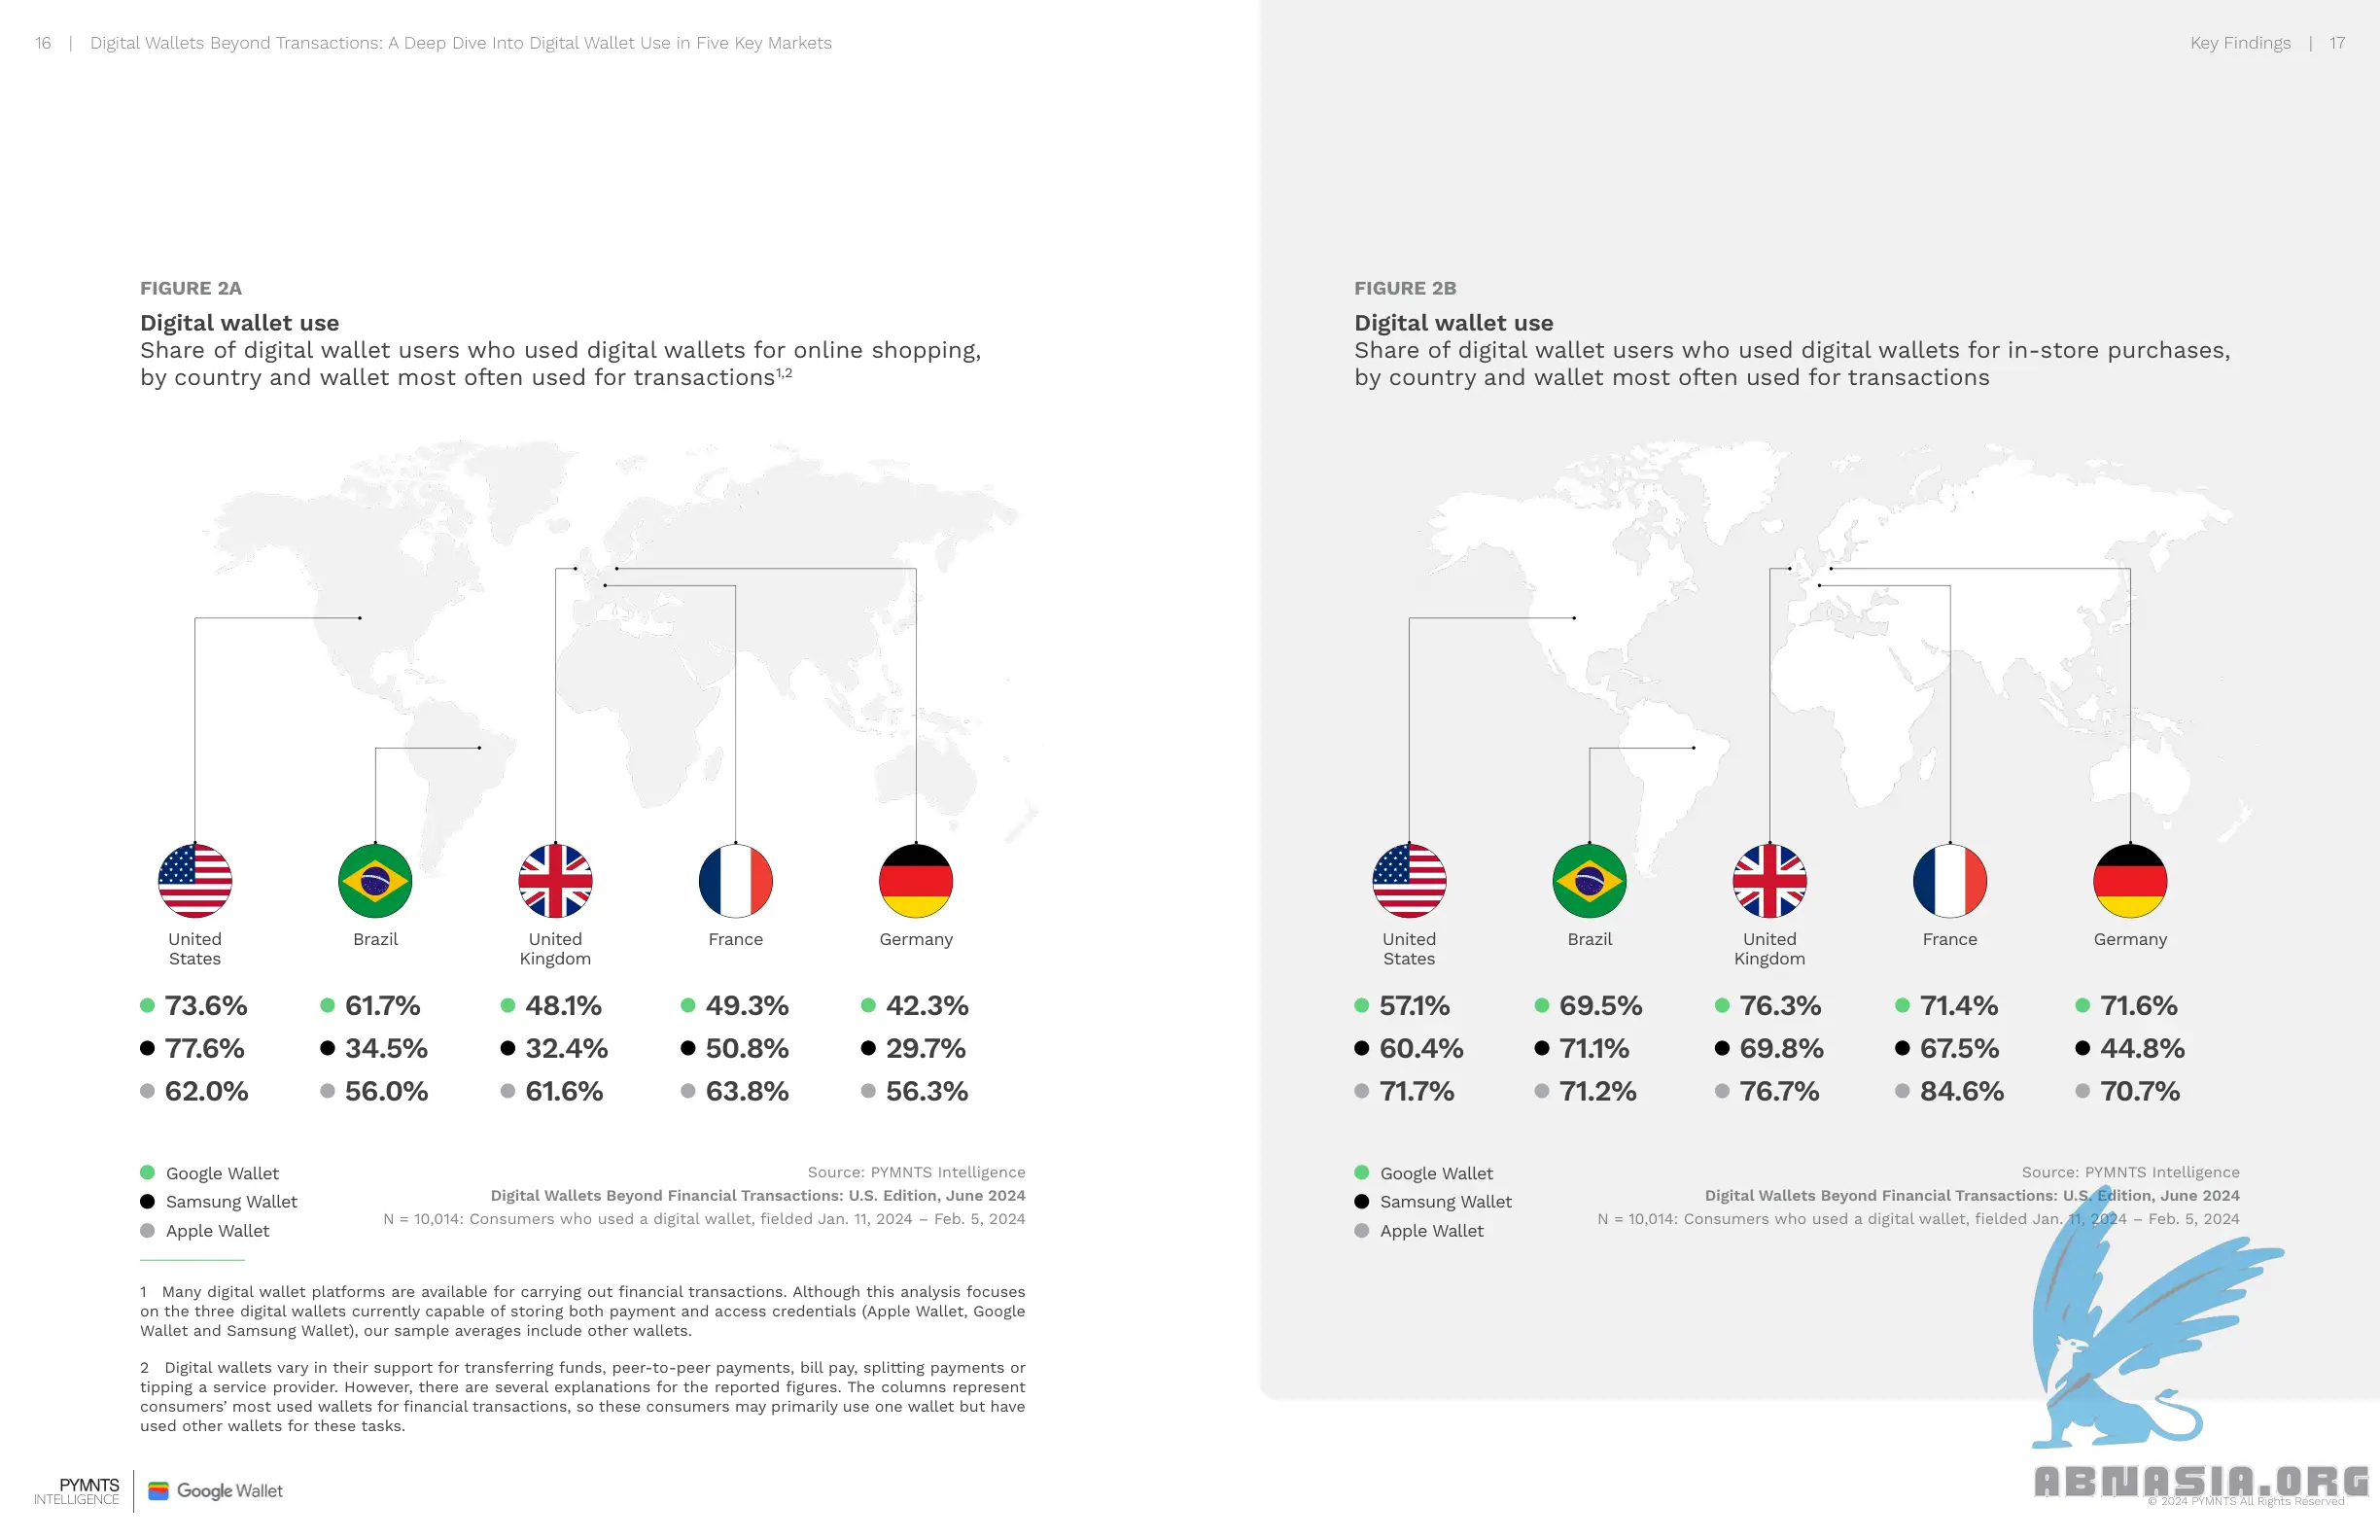 16 | Digital Wallets Beyond Transactions: A Deep Dive Into Digital Wallet Use in Five Key Markets
FIGURE 2A
Digital wallet use
Share of digital wallet users who used digital wallets for online shopping,
by country and wallet most often used for transactions1,2
United States
Brazil
United Kingdom
France
Germany
73.6% 61.7% 48.1% 49.3% 42.3%
77.6% 34.5% 32.4% 50.8% 29.7%
62.0% 56.0% 61.6% 63.8% 56.3%
Google Wallet
Samsung Wallet
Apple Wallet
Source: PYMNTS Intelligence
Digital Wallets Beyond Financial Transactions: U.S. Edition, June 2024
N = 10,014: Consumers who used a digital wallet, fielded Jan. 11, 2024 – Feb. 5, 2024
1 Many digital wallet platforms are available for carrying out financial transactions. Although this analysis focuses
on the three digital wallets currently capable of storing both payment and access credentials (Apple Wallet, Google
Wallet and Samsung Wallet), our sample averages include other wallets.
2 Digital wallets vary in their support for transferring funds, peer-to-peer payments, bill pay, splitting payments or
tipping a service provider. However, there are several explanations for the reported figures. The columns represent
consumers’ most used wallets for financial transactions, so these consumers may primarily use one wallet but have
used other wallets for these tasks.
PYMNTS
INTELLIGENCE
Google Wallet
Key Findings | 17
FIGURE 2B
Digital wallet use
Share of digital wallet users who used digital wallets for in-store purchases,
by country and wallet most often used for transactions
United States
Brazil
United Kingdom
France
Germany
57.1% 69.5% 76.3% 71.4% 71.6%
60.4% 71.1% 69.8% 67.5% 44.8%
71.7% 71.2% 76.7% 84.6% 70.7%
Google Wallet
Samsung Wallet
Apple Wallet
Source: PYMNTS Intelligence
Digital Wallets Beyond Financial Transactions: U.S. Edition, June 2024
N = 10,014: Consumers who used a digital wallet, fielded Jan. 11, 2024 – Feb. 5, 2024
ABNASIA.ORG
© 2024 PYMNTS All Rights Reserved